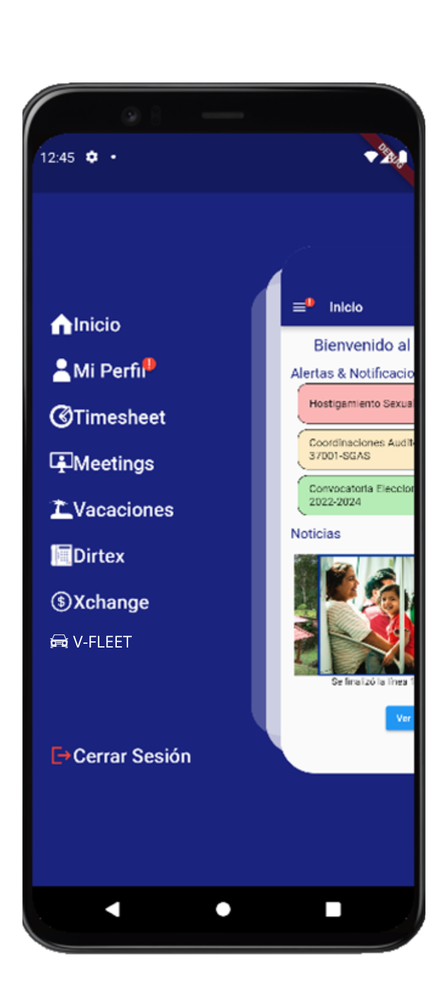 12:45
DEBUG
Inicio
Mi Perfil
Timesheet
Meetings
Vacaciones
Dirtex
Xchange
V-FLEET
Cerrar Sesión
Inicio
Bienvenido al
Alertas & Notificacio
Hostigamiento Sexual
Coordinaciones Audit
37001-SGAS
Convocatoria Eleccion
2022-2024
Noticias
Se finalizó la línea 1
Ver